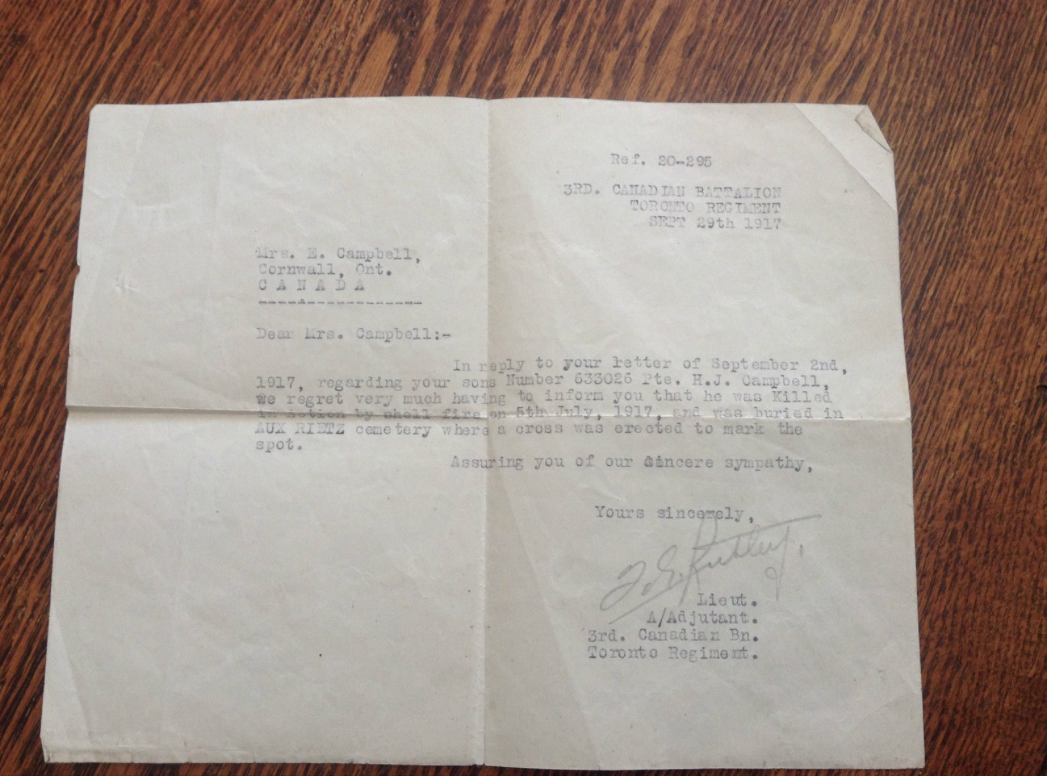 Ref. 20-295
3RD. CANADIAN BATTALION
TORONTO REGIMENT
SEPT 29th 1917
Mrs. E. Campbell,
Cornwall, Ont.
C A N A D A
-------------------
Dear Mrs. Campbell:-
In reply to your letter of September 2nd,
1917, regarding your sons Number 633026 Pte. H.J. Campbell,
we regret very much having to inform you that he was Killed
in Action by shell fire on 5th July, 1917, and was buried in
AUX RIETZ cemetery where a cross was erected to mark the
spot.
Assuring you of our sincere sympathy,
Yours sincerely,
Lieut.
A/Adjutant.
3rd. Canadian Bn.
Toronto Regiment.